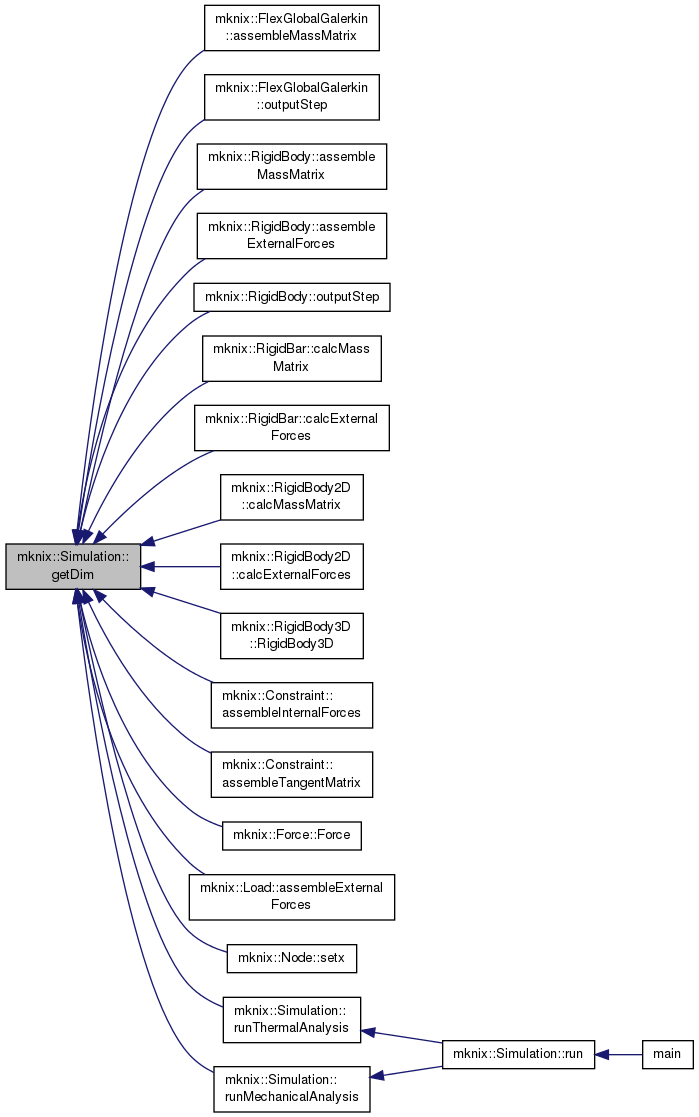 mknix::FlexGlobalGalerkin
::assembleMassMatrix
mknix::FlexGlobalGalerkin
::outputStep
mknix::RigidBody::assemble
MassMatrix
mknix::RigidBody::assemble
ExternalForces
mknix::RigidBody::outputStep
mknix::RigidBar::calcMass
Matrix
mknix::RigidBar::calcExternal
Forces
mknix::RigidBody2D
::calcMassMatrix
mknix::Simulation::
getDim
mknix::RigidBody2D
::calcExternalForces
mknix::RigidBody3D
::RigidBody3D
mknix::Constraint::
assembleInternalForces
mknix::Constraint::
assembleTangentMatrix
mknix::Force::Force
mknix::Load::assembleExternal
Forces
mknix::Node::setx
mknix::Simulation::
runThermalAnalysis
mknix::Simulation::run
main
mknix::Simulation::
runMechanicalAnalysis